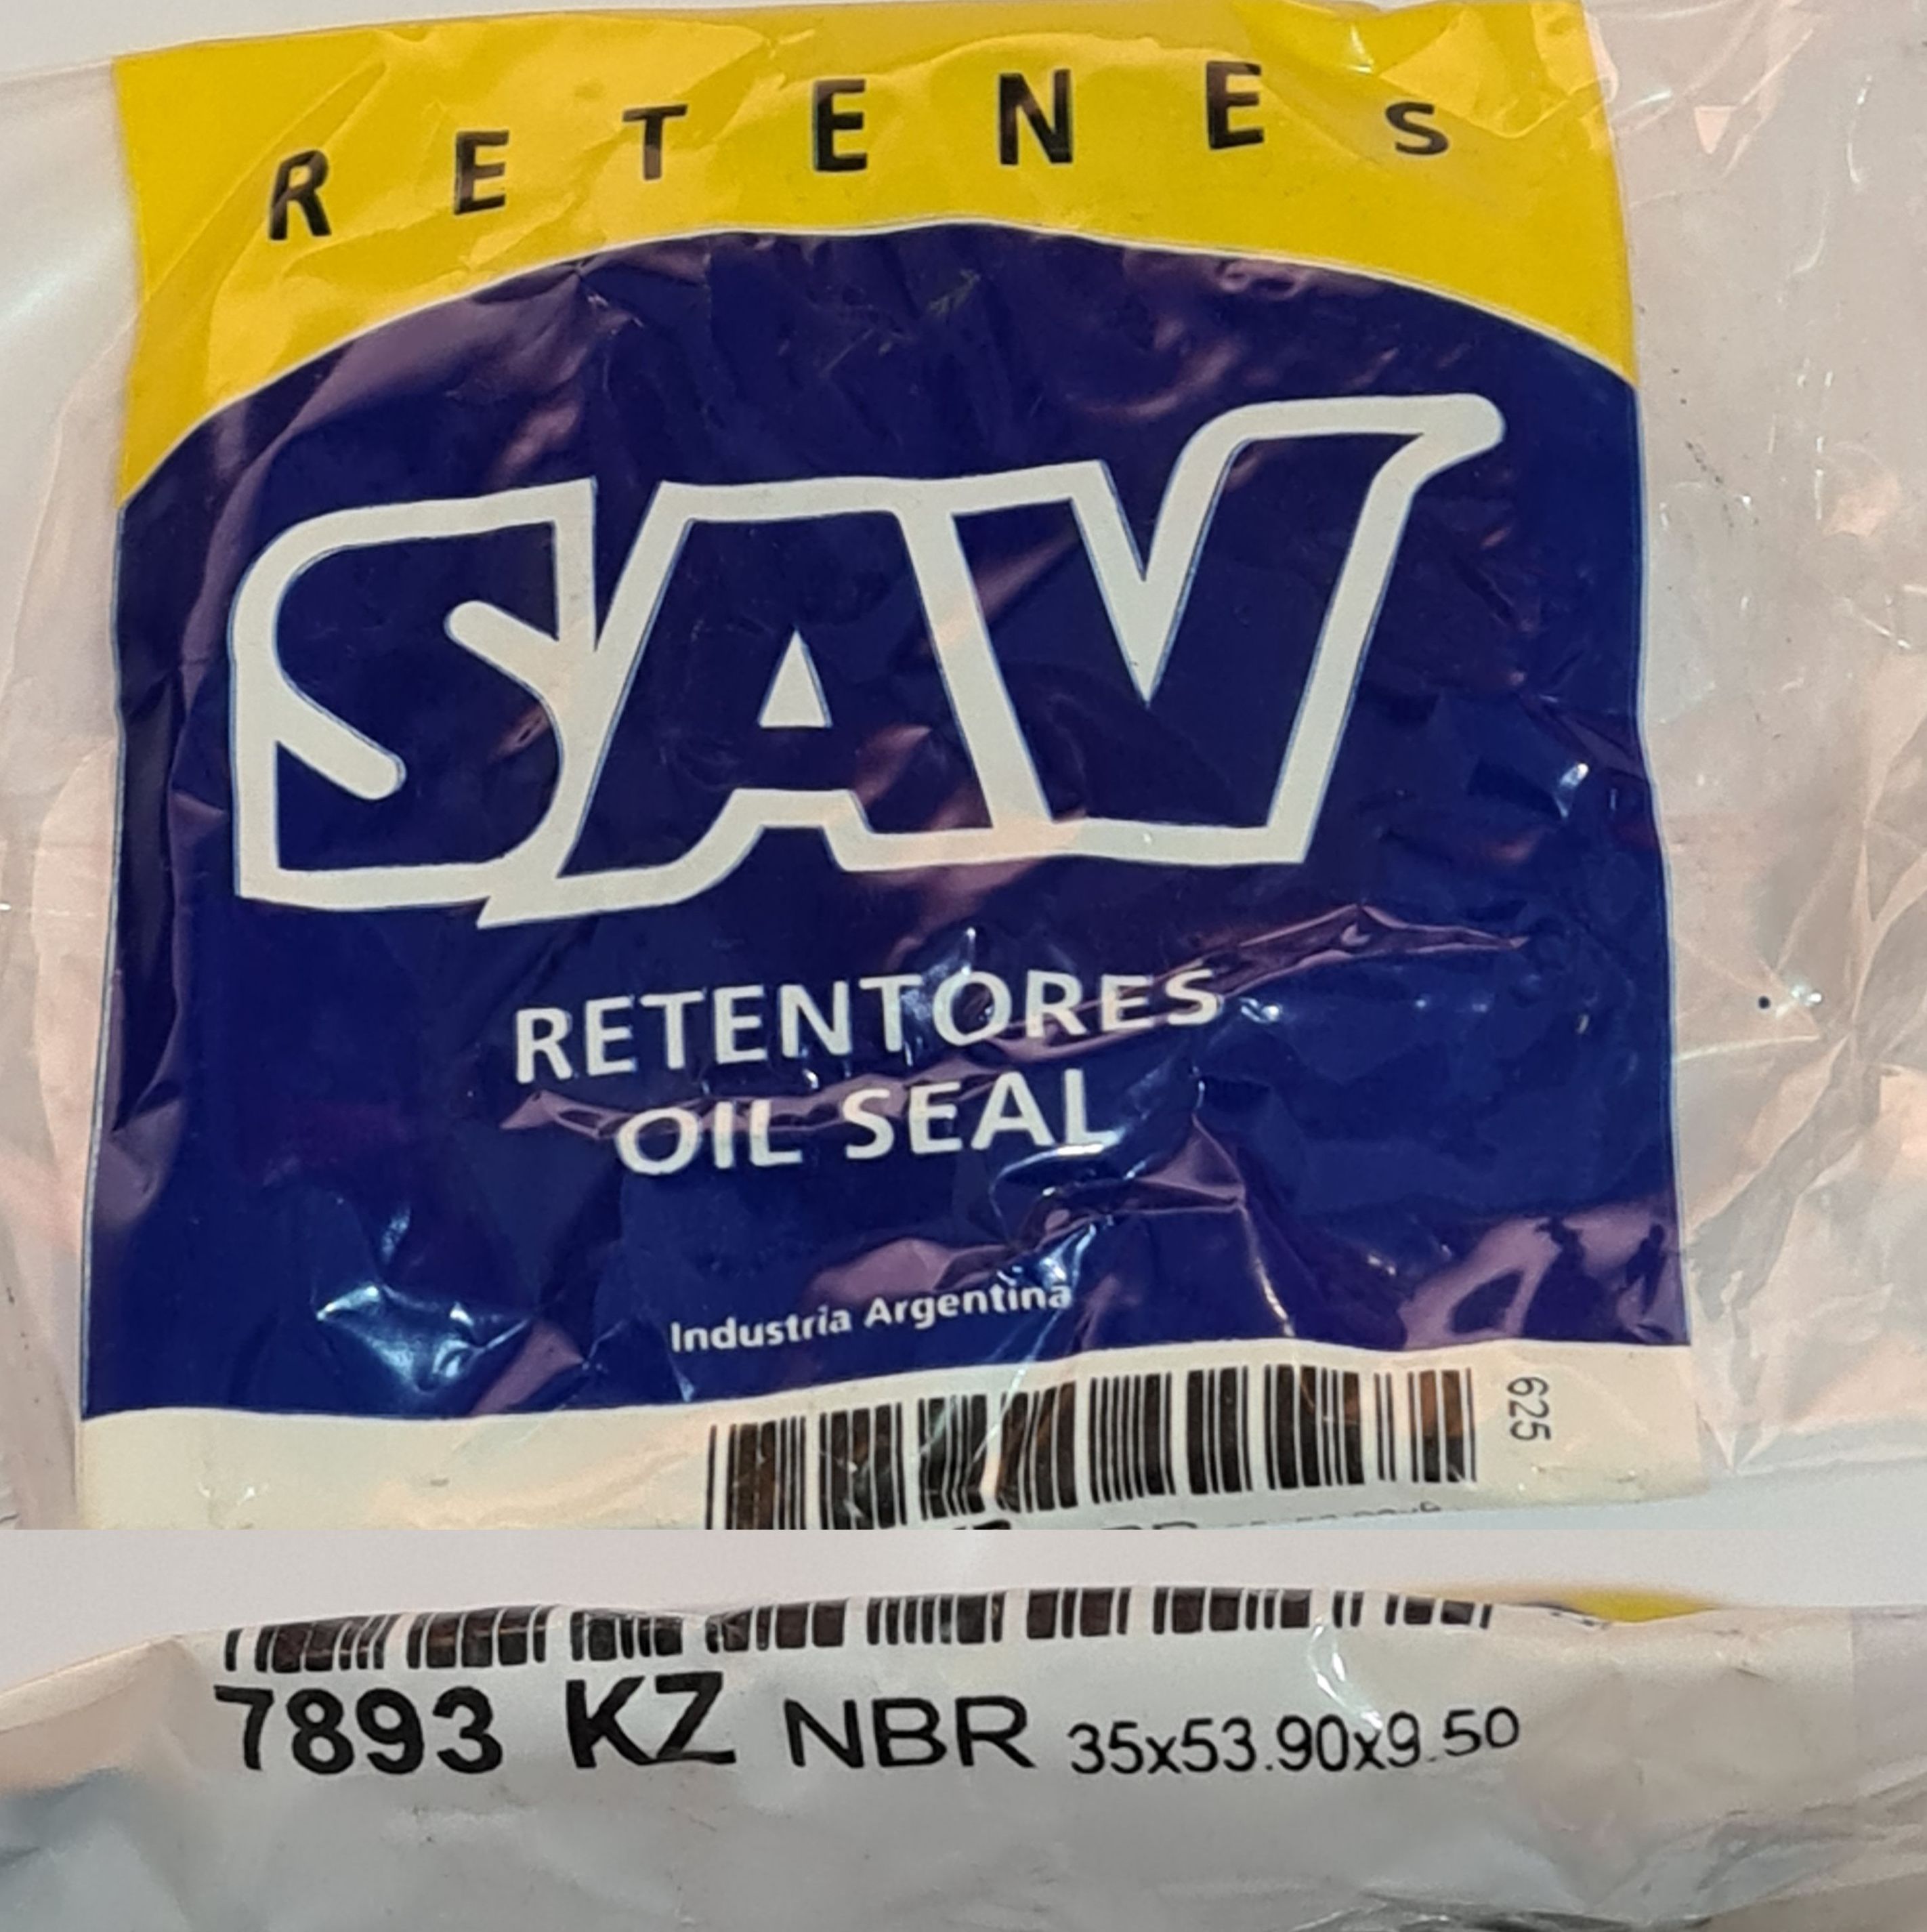 RETENES
SAV
RETENTORES
OIL SEAL
Industria Argentina
625
7893 KZ NBR 35x53.90x9.50